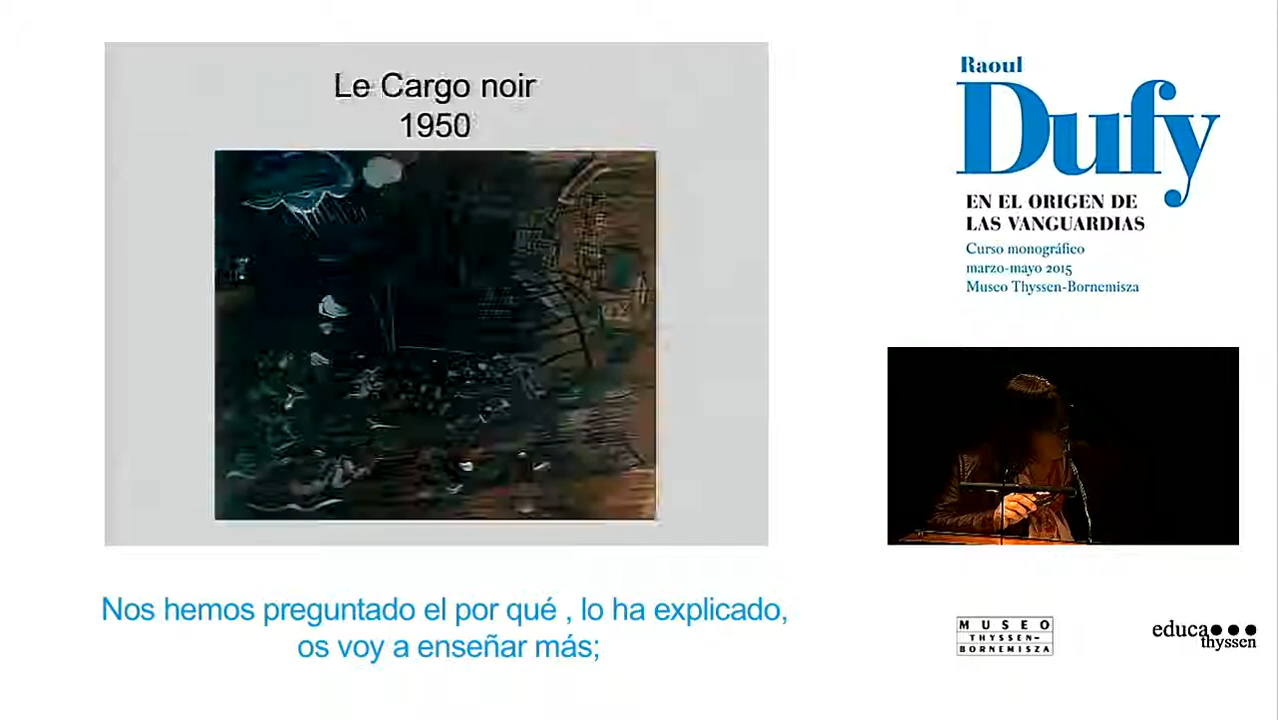 Le Cargo noir
1950
Raoul
Dufy
EN EL ORIGEN DE
LAS VANGUARDIAS
Curso monográfico
marzo-mayo 2015
Museo Thyssen-Bornemisza
Nos hemos preguntado el por qué , lo ha explicado,
os voy a enseñar más;
MUSEO
THYSSEN-
BORNEMISZA
educa
thyssen